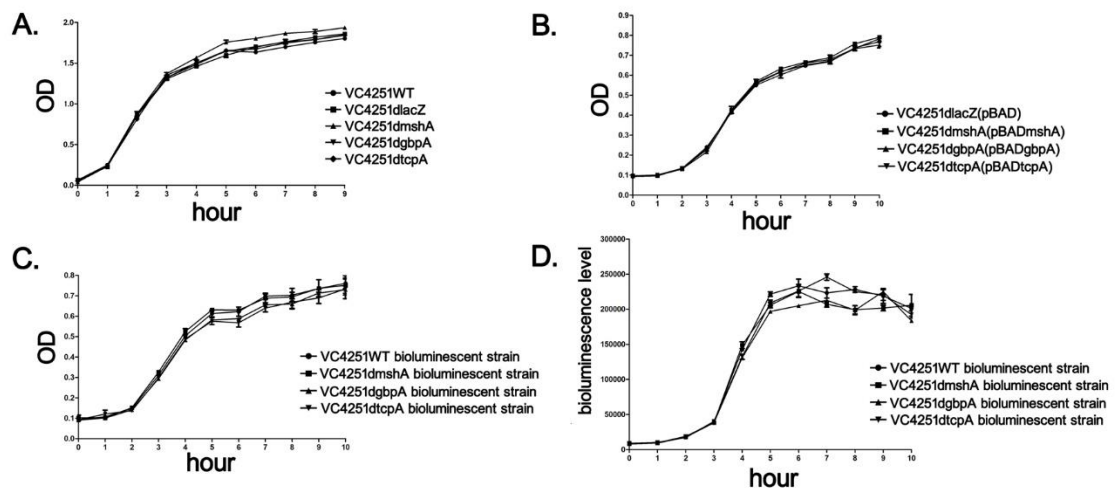 A.
OD
2.0
1.5
1.0
0.5
0.0
0 1 2 3 4 5 6 7 8 9
hour
VC4251WT
VC4251dlacZ
VC4251dmshA
VC4251dgbpA
VC4251dtcpA
B.
OD
0.9
0.8
0.7
0.6
0.5
0.4
0.3
0.2
0.1
0.0
0 1 2 3 4 5 6 7 8 9 10
hour
VC4251dlacZ(pBAD)
VC4251dmshA(pBADmshA)
VC4251dgbpA(pBADgbpA)
VC4251dtcpA(pBADtcpA)
C.
OD
0.8
0.7
0.6
0.5
0.4
0.3
0.2
0.1
0.0
0 1 2 3 4 5 6 7 8 9 10
hour
VC4251WT bioluminescent strain
VC4251dmshA bioluminescent strain
VC4251dgbpA bioluminescent strain
VC4251dtcpA bioluminescent strain
D.
bioluminescence level
300000
250000
200000
150000
100000
50000
0
0 1 2 3 4 5 6 7 8 9 10
hour
VC4251WT bioluminescent strain
VC4251dmshA bioluminescent strain
VC4251dgbpA bioluminescent strain
VC4251dtcpA bioluminescent strain